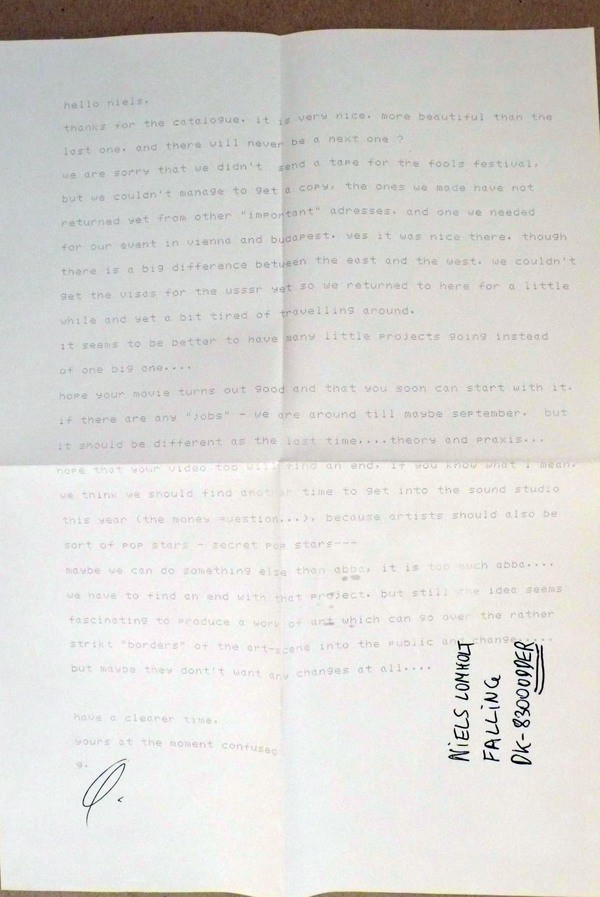 hello niels,
thanks for the catalogue. it is very nice. more beautiful than the
last one. and there will never be a next one ?
we are sorry that we didn't send a tape for the fools festival,
but we couldn't manage to get a copy, the ones we made have not
returned yet from other "important" adresses. and one we needed
for our event in vienna and budapest. yes it was nice there. though
there is a big difference between the east and the west. we couldn't
get the visas for the usssr yet so we returned to here for a little
while and yet a bit tired of travelling around.
it seems to be better to have many little projects going instead
of one big one....
hope your movie turns out good and that you soon can start with it.
if there are any "jobs" - we are around till maybe september. but
it should be different as the last time....theory and praxis...
hope that your video too will find an end, if you know what i mean.
we think we should find another time to get into the sound studio
this year (the money question...), because artists should also be
sort of pop stars - secret pop stars---
maybe we can do something else than abba, it is too much abba....
we have to find an end with that project. but still the idea seems
fascinating to produce a work of art which can go over the rather
strikt "borders" of the art-scene into the public and change.....
but maybe they dont't want any changes at all....
have a clearer time.
yours at the moment confused
g.
NIELS LOMHOLT
FALLING
DK-8300 ODDER